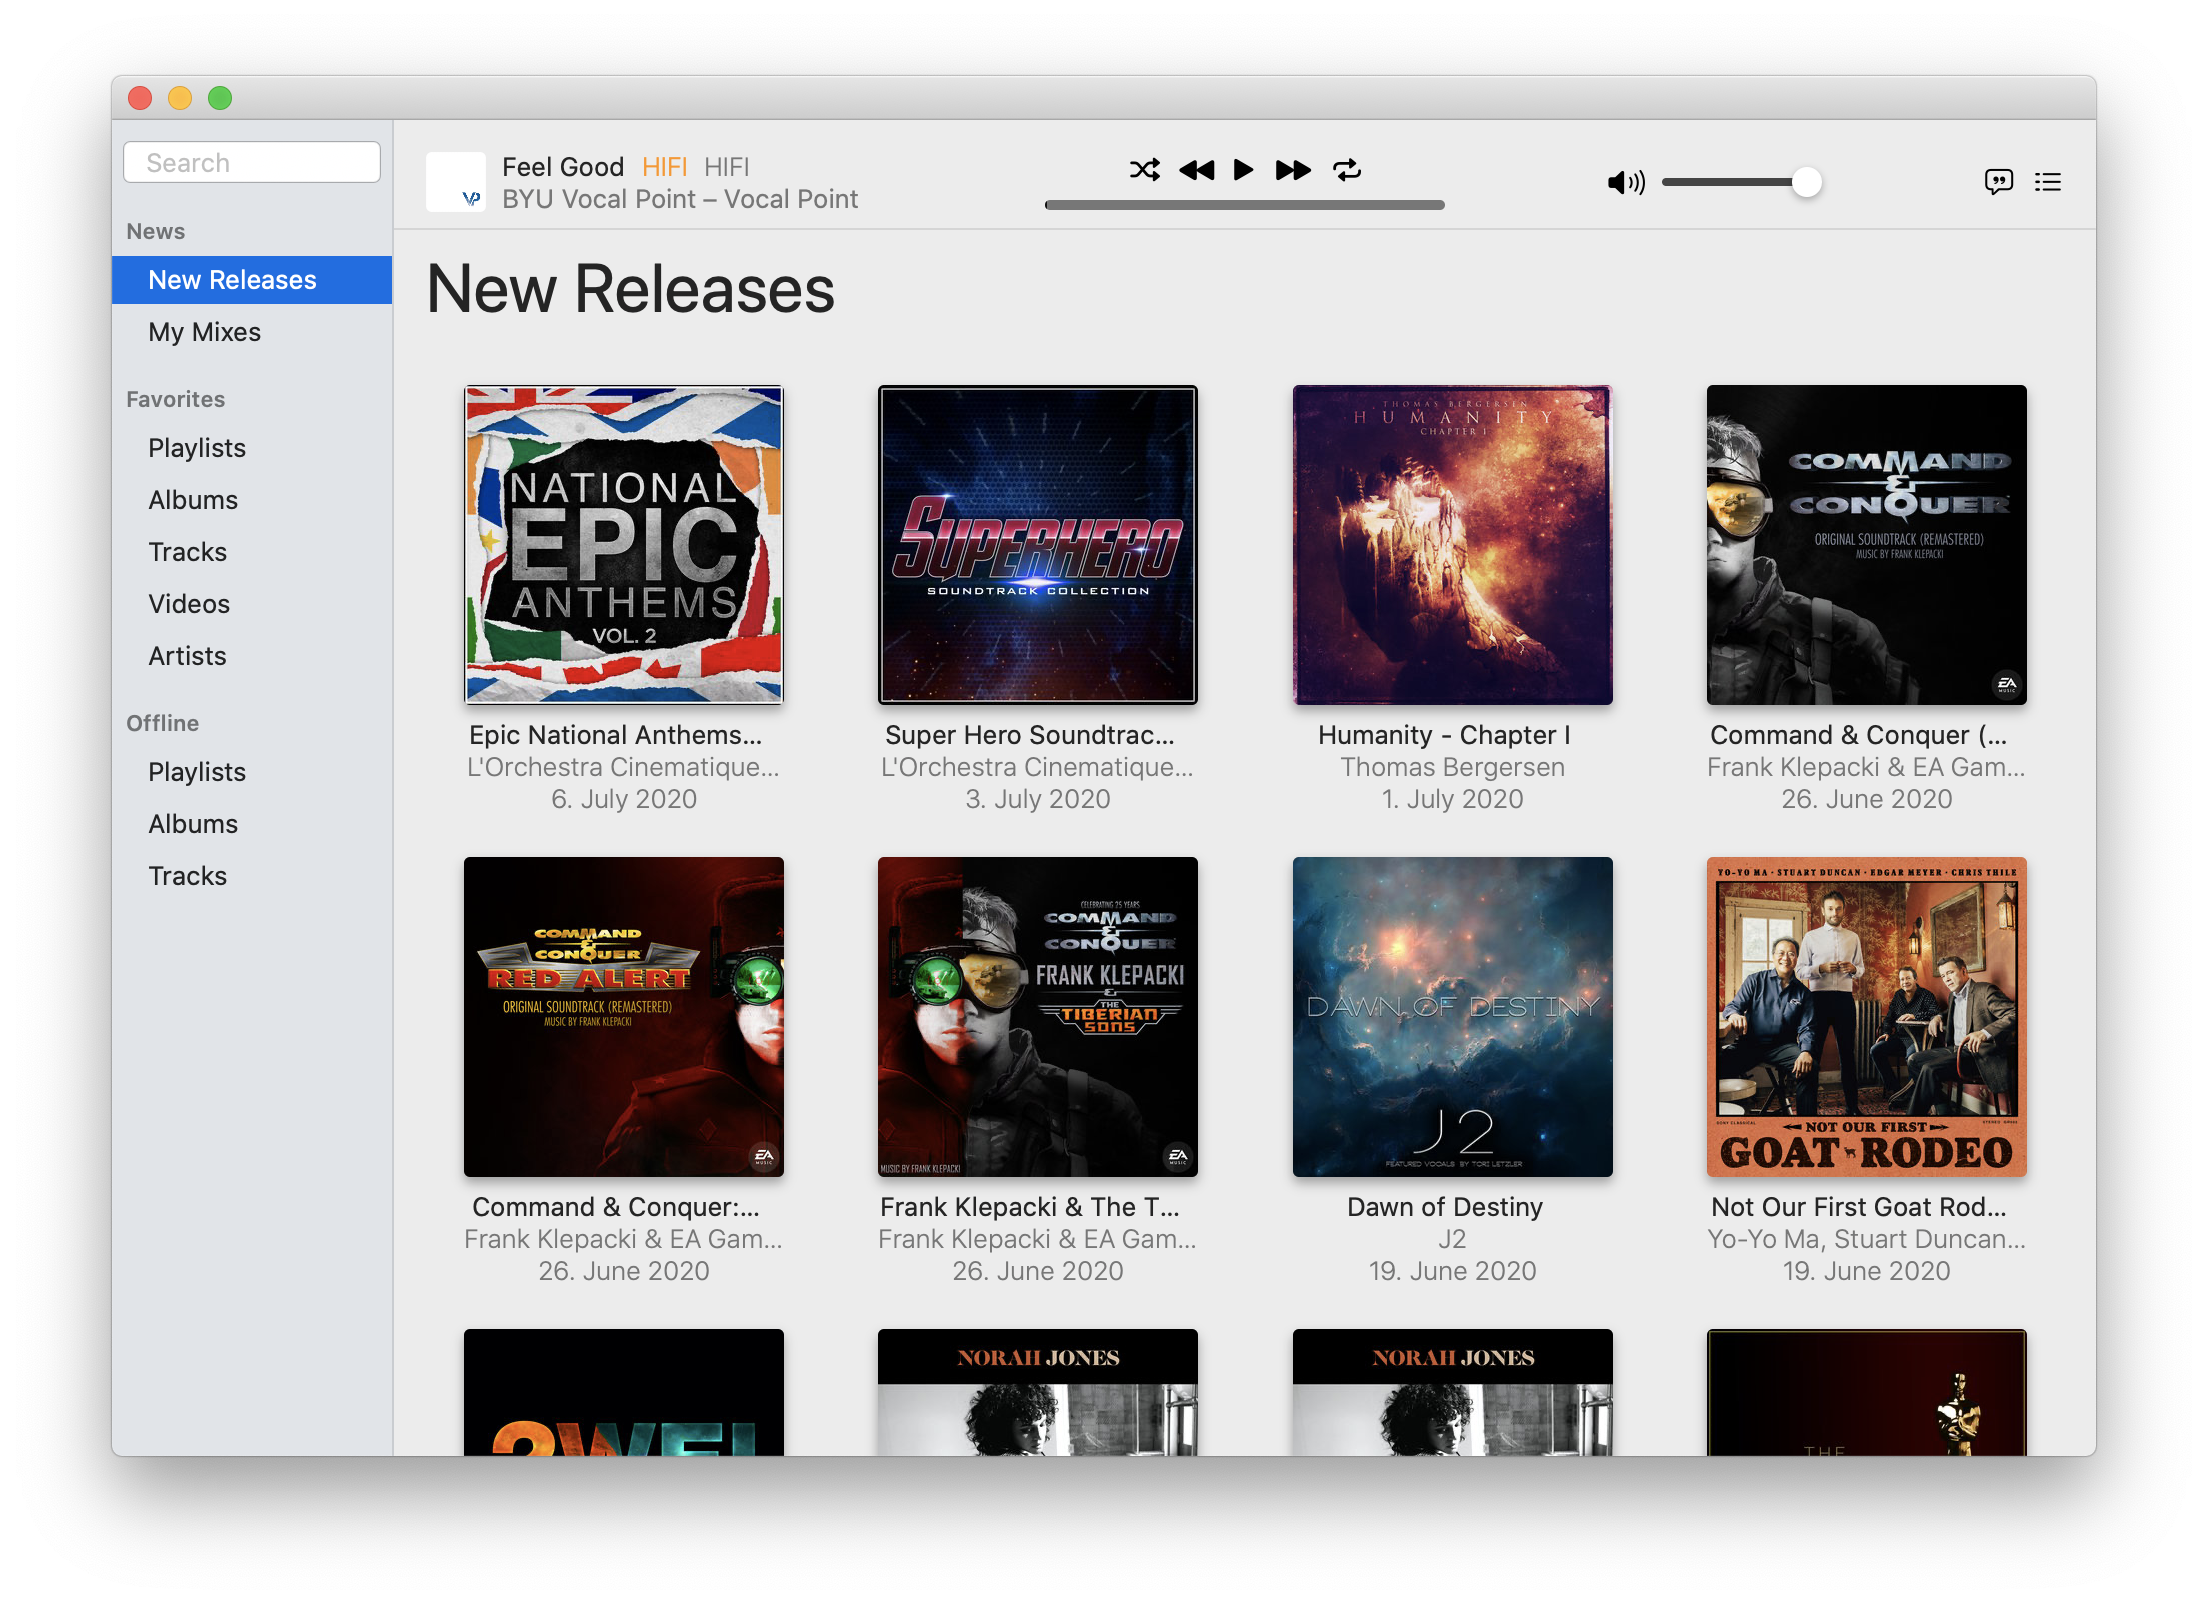 Search
News
New Releases
My Mixes
Favorites
Playlists
Albums
Tracks
Videos
Artists
Offline
Playlists
Albums
Tracks
VP
Feel Good HIFI HIFI
BYU Vocal Point – Vocal Point
New Releases
NATIONAL
EPIC
ANTHEMS
VOL. 2
Epic National Anthems...
L'Orchestra Cinematique...
6. July 2020
SUPERHERO
SOUNDTRACK COLLECTION
Super Hero Soundtrac...
L'Orchestra Cinematique...
3. July 2020
THOMAS BERGERSEN
HUMANITY
CHAPTER I
Humanity - Chapter I
Thomas Bergersen
1. July 2020
COMMAND
&
CONQUER
ORIGINAL SOUNDTRACK (REMASTERED)
MUSIC BY FRANK KLEPACKI
EA
MUSIC
Command & Conquer (...
Frank Klepacki & EA Gam...
26. June 2020
COMMAND
&
CONQUER
RED ALERT
ORIGINAL SOUNDTRACK (REMASTERED)
MUSIC BY FRANK KLEPACKI
EA
MUSIC
Command & Conquer:...
Frank Klepacki & EA Gam...
26. June 2020
CELEBRATING 25 YEARS
COMMAND
&
CONQUER
FRANK KLEPACKI
&
THE
TIBERIAN
SONS
MUSIC BY FRANK KLEPACKI
EA
MUSIC
Frank Klepacki & The T...
Frank Klepacki & EA Gam...
26. June 2020
DAWN OF DESTINY
J2
FEATURED VOCALS BY TORI LETZLER
Dawn of Destiny
J2
19. June 2020
YO-YO MA · STUART DUNCAN · EDGAR MEYER · CHRIS THILE
SONY CLASSICAL
NOT OUR FIRST
GOAT RODEO
Not Our First Goat Rod...
Yo-Yo Ma, Stuart Duncan...
19. June 2020
2WEI
NORAH JONES
NORAH JONES
THE